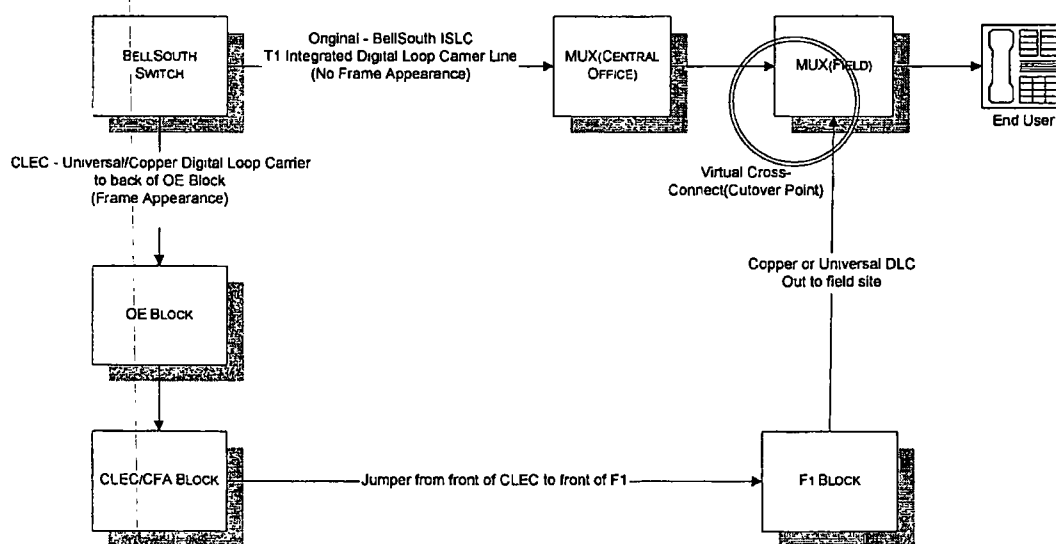 BELLSOUTH
SWITCH
Original - BellSouth ISLC
T1 Integrated Digital Loop Carrier Line
(No Frame Appearance)
MUX(CENTRAL
OFFICE)
MUX(FIELD)
End User
CLEC - Universal/Copper Digital Loop Carrier
to back of OE Block
(Frame Appearance)
Virtual Cross-
Connect(Cutover Point)
OE BLOCK
Copper or Universal DLC
Out to field site
CLEC/CFA BLOCK
Jumper from front of CLEC to front of F1
F1 BLOCK